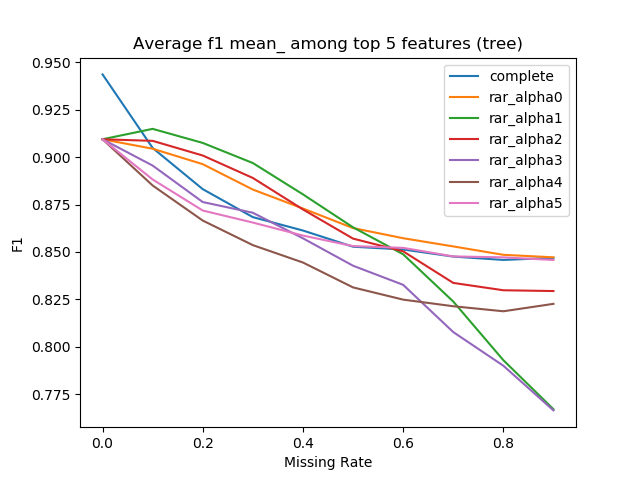 Average f1 mean_ among top 5 features (tree)
0.950
0.925
0.900
0.875
0.850
0.825
0.800
0.775
F1
complete
rar_alpha0
rar_alpha1
rar_alpha2
rar_alpha3
rar_alpha4
rar_alpha5
0.0 0.2 0.4 0.6 0.8
Missing Rate